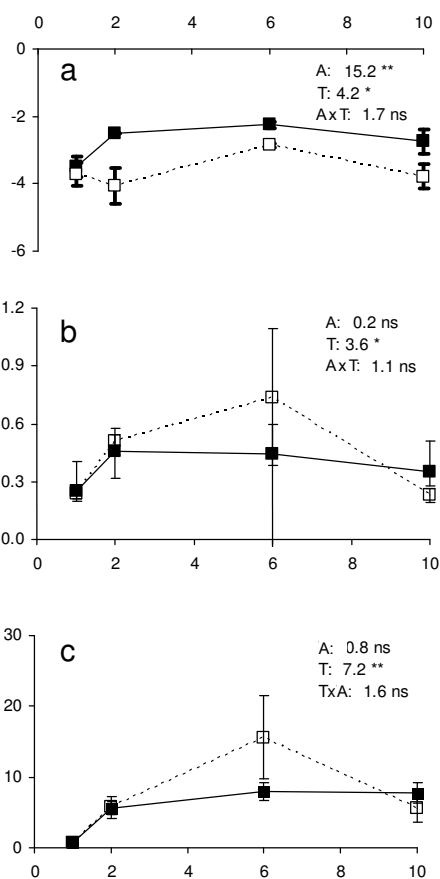 0 2 4 6 8 10
0
a
A: 15.2 **
T: 4.2 *
AxT: 1.7 ns
-2
-4
-6
1.2
b
A: 0.2 ns
T: 3.6 *
AxT: 1.1 ns
0.9
0.6
0.3
0.0
0 2 4 6 8 10
30
c
A: 0.8 ns
T: 7.2 **
TxA: 1.6 ns
20
10
0
0 2 4 6 8 10